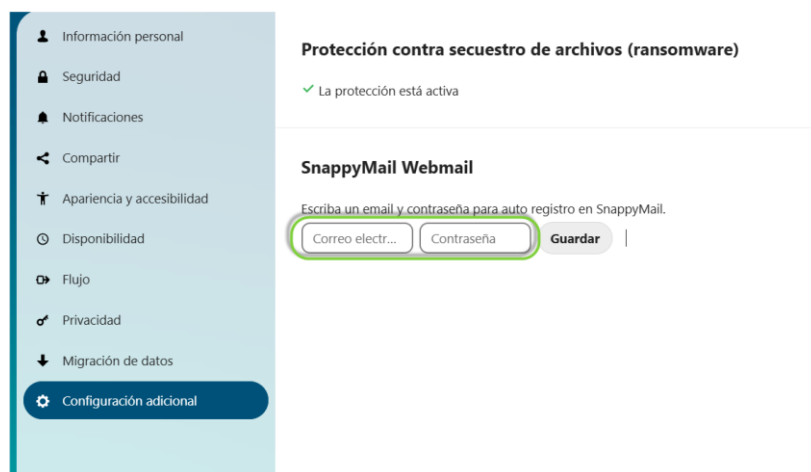 Información personal
Seguridad
Notificaciones
Compartir
Apariencia y accesibilidad
Disponibilidad
Flujo
Privacidad
Migración de datos
Configuración adicional
Protección contra secuestro de archivos (ransomware)
La protección está activa
SnappyMail Webmail
Escriba un email y contraseña para auto registro en SnappyMail.
Correo electr... Contraseña Guardar